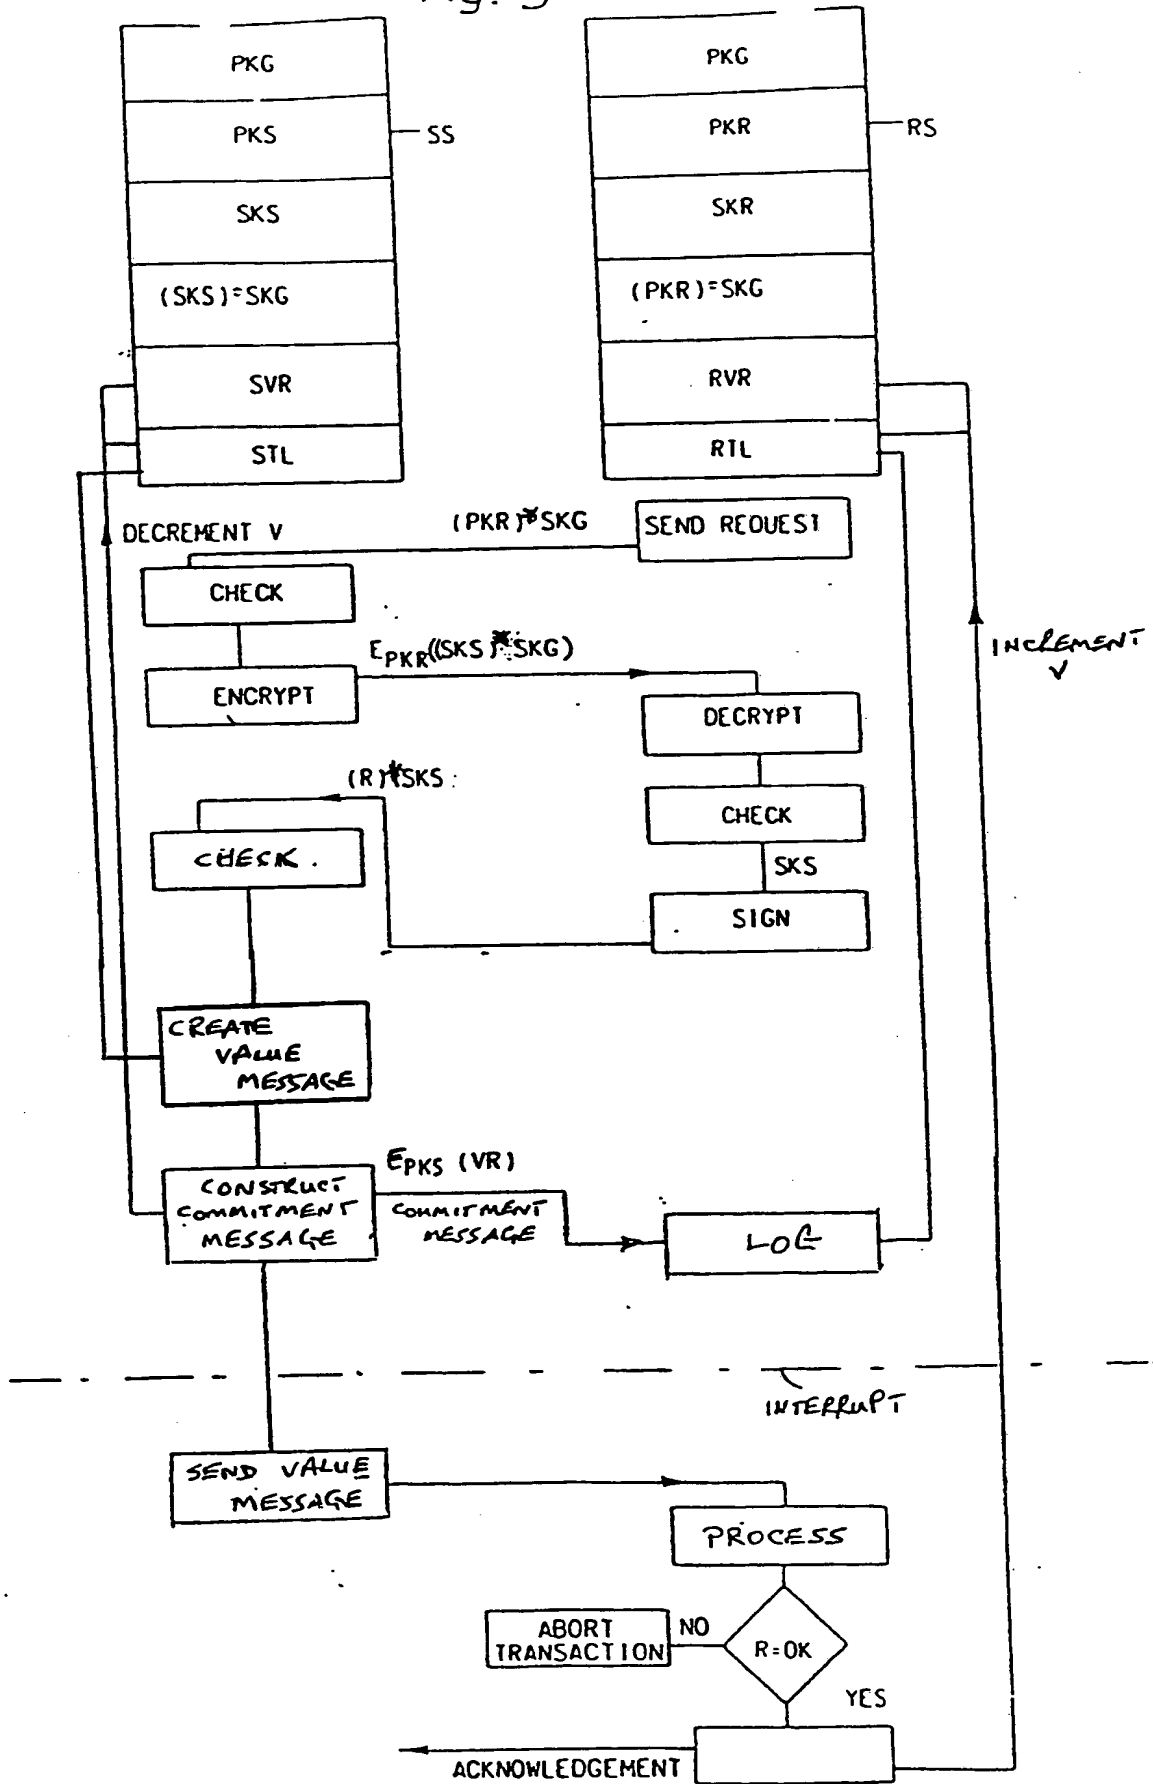 Fig. 5
PKG
PKS
SS
SKS
(SKS)=SKG
SVR
STL
PKG
PKR
RS
SKR
(PKR)=SKG
RVR
RTL
DECREMENT V
(PKR)*SKG
SEND REQUEST
CHECK
EPKR((SKS)*SKG)
ENCRYPT
DECRYPT
INCREMENT
V
(R)*SKS
CHECK
CHECK.
SKS
SIGN
CREATE
VALUE
MESSAGE
EPKS (VR)
CONSTRUCT
COMMITMENT
MESSAGE
COMMITMENT
MESSAGE
LOG
INTERRUPT
SEND VALUE
MESSAGE
PROCESS
ABORT
TRANSACTION
NO
R=OK
YES
ACKNOWLEDGEMENT